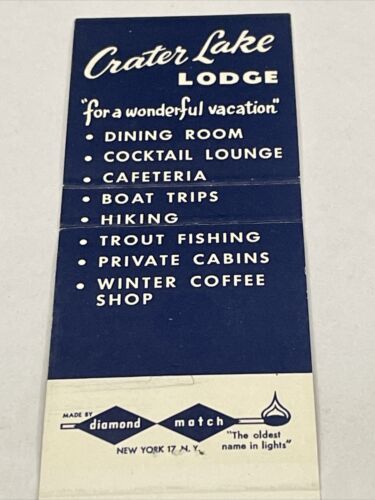 Crater Lake
LODGE
"for a wonderful vacation"
• DINING ROOM
• COCKTAIL LOUNGE
• CAFETERIA
• BOAT TRIPS
• HIKING
• TROUT FISHING
• PRIVATE CABINS
• WINTER COFFEE
SHOP
MADE BY
diamond match
NEW YORK 17 N.Y.
"The oldest
name in lights"